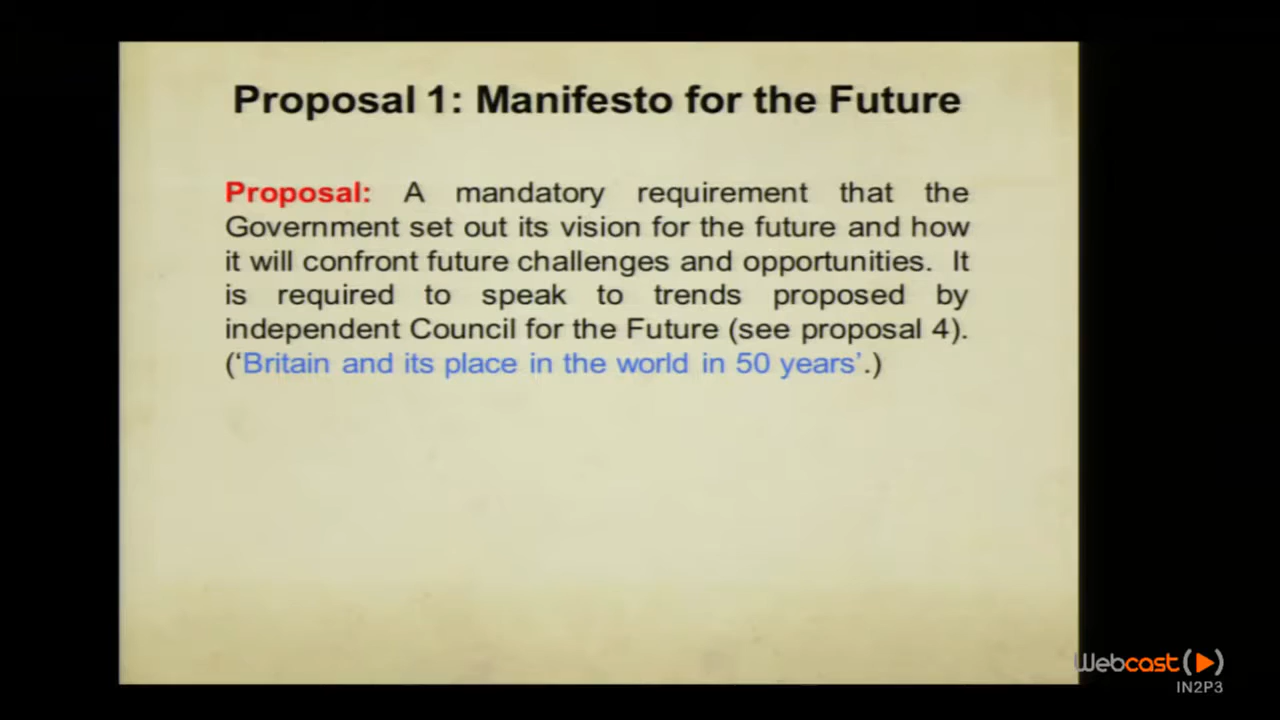 Proposal 1: Manifesto for the Future
Proposal: A mandatory requirement that the
Government set out its vision for the future and how
it will confront future challenges and opportunities. It
is required to speak to trends proposed by
independent Council for the Future (see proposal 4).
(‘Britain and its place in the world in 50 years’.)
Webcast
IN2P3